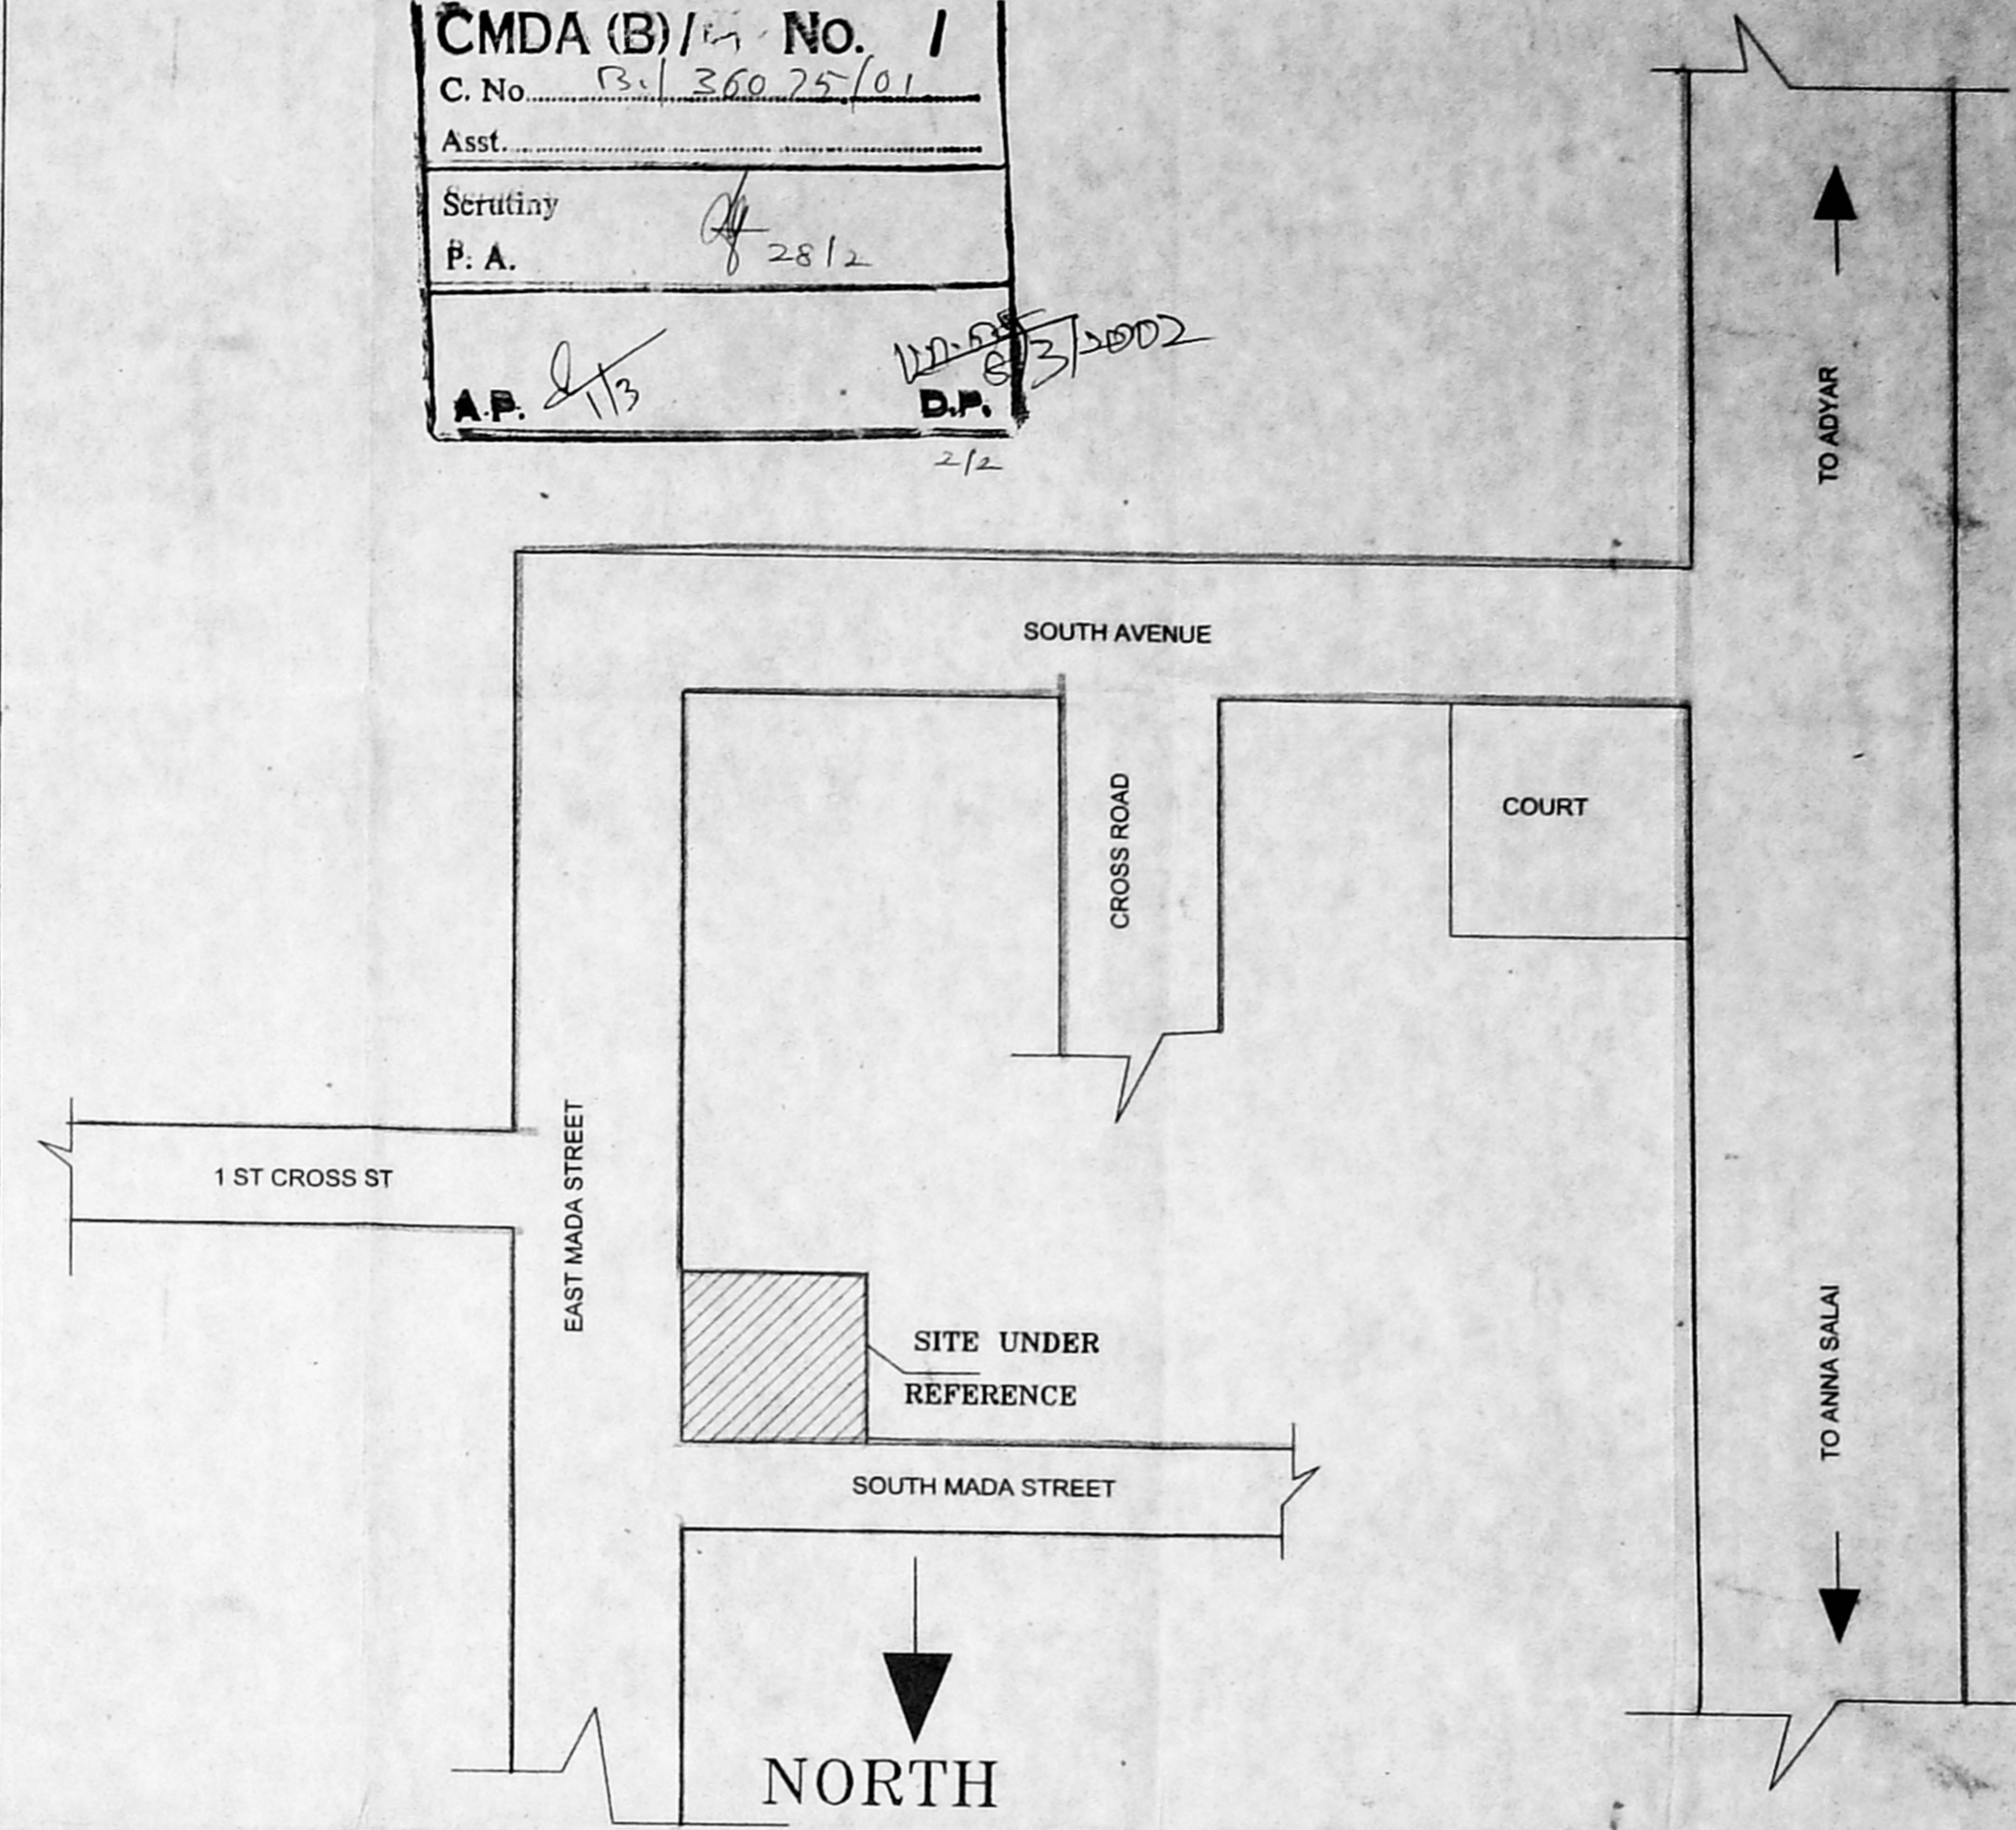 CMDA (B)/ No. 1
C. No. B1/36075/01
Asst.
Scrutiny
P. A.
28/2
A.P. 1/3
D.P. 6/3/2002
2/2
TO ADYAR
SOUTH AVENUE
CROSS ROAD
COURT
1 ST CROSS ST
EAST MADA STREET
SITE UNDER
REFERENCE
TO ANNA SALAI
SOUTH MADA STREET
NORTH